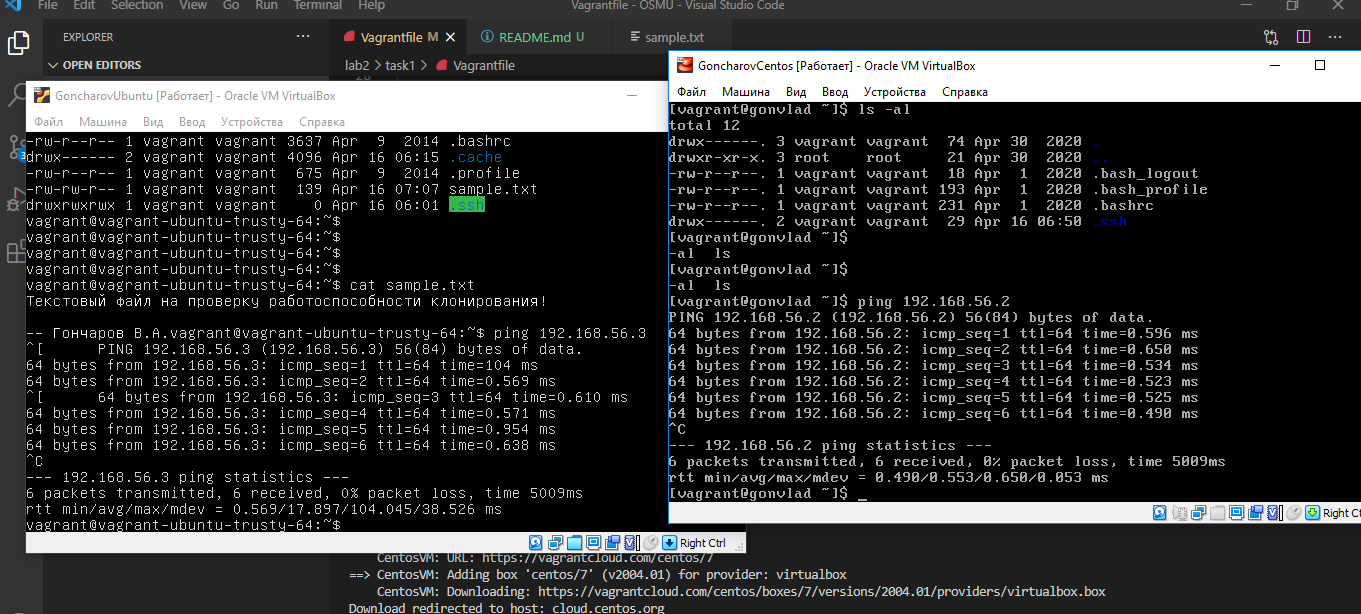 File Edit Selection View Go Run Terminal Help
Vagrantfile - OSMU - Visual Studio Code
EXPLORER ...
OPEN EDITORS
3
Vagrantfile M
README.md U
sample.txt
lab2 > task1 > Vagrantfile
GoncharovUbuntu [Работает] - Oracle VM VirtualBox
Файл Машина Вид Ввод Устройства Справка
-rw-r--r-- 1 vagrant vagrant 3637 Apr  9  2014 .bashrc
drwx------ 2 vagrant vagrant 4096 Apr 16 06:15 .cache
-rw-r--r-- 1 vagrant vagrant  675 Apr  9  2014 .profile
-rw-rw-r-- 1 vagrant vagrant  139 Apr 16 07:07 sample.txt
drwxrwxrwx 1 vagrant vagrant    0 Apr 16 06:01 .ssh
vagrant@vagrant-ubuntu-trusty-64:~$
vagrant@vagrant-ubuntu-trusty-64:~$
vagrant@vagrant-ubuntu-trusty-64:~$
vagrant@vagrant-ubuntu-trusty-64:~$
vagrant@vagrant-ubuntu-trusty-64:~$ cat sample.txt
Текстовый файл на проверку работоспособности клонирования!
-- Гончаров В.А.vagrant@vagrant-ubuntu-trusty-64:~$ ping 192.168.56.3
^[      PING 192.168.56.3 (192.168.56.3) 56(84) bytes of data.
64 bytes from 192.168.56.3: icmp_seq=1 ttl=64 time=104 ms
64 bytes from 192.168.56.3: icmp_seq=2 ttl=64 time=0.569 ms
^[      64 bytes from 192.168.56.3: icmp_seq=3 ttl=64 time=0.610 ms
64 bytes from 192.168.56.3: icmp_seq=4 ttl=64 time=0.571 ms
64 bytes from 192.168.56.3: icmp_seq=5 ttl=64 time=0.954 ms
64 bytes from 192.168.56.3: icmp_seq=6 ttl=64 time=0.638 ms
^C
--- 192.168.56.3 ping statistics ---
6 packets transmitted, 6 received, 0% packet loss, time 5009ms
rtt min/avg/max/mdev = 0.569/17.897/104.045/38.526 ms
vagrant@vagrant-ubuntu-trusty-64:~$
Right Ctrl
GoncharovCentos [Работает] - Oracle VM VirtualBox
Файл Машина Вид Ввод Устройства Справка
[vagrant@gonvlad ~]$ ls -al
total 12
drwx------. 3 vagrant vagrant  74 Apr 30  2020 .
drwxr-xr-x. 3 root    root     21 Apr 30  2020 ..
-rw-r--r--. 1 vagrant vagrant  18 Apr  1  2020 .bash_logout
-rw-r--r--. 1 vagrant vagrant 193 Apr  1  2020 .bash_profile
-rw-r--r--. 1 vagrant vagrant 231 Apr  1  2020 .bashrc
drwx------. 2 vagrant vagrant  29 Apr 16 06:50 .ssh
[vagrant@gonvlad ~]$
-al  ls
[vagrant@gonvlad ~]$
-al  ls
[vagrant@gonvlad ~]$ ping 192.168.56.2
PING 192.168.56.2 (192.168.56.2) 56(84) bytes of data.
64 bytes from 192.168.56.2: icmp_seq=1 ttl=64 time=0.596 ms
64 bytes from 192.168.56.2: icmp_seq=2 ttl=64 time=0.650 ms
64 bytes from 192.168.56.2: icmp_seq=3 ttl=64 time=0.534 ms
64 bytes from 192.168.56.2: icmp_seq=4 ttl=64 time=0.523 ms
64 bytes from 192.168.56.2: icmp_seq=5 ttl=64 time=0.525 ms
64 bytes from 192.168.56.2: icmp_seq=6 ttl=64 time=0.490 ms
^C
--- 192.168.56.2 ping statistics ---
6 packets transmitted, 6 received, 0% packet loss, time 5009ms
rtt min/avg/max/mdev = 0.490/0.553/0.650/0.053 ms
[vagrant@gonvlad ~]$ _
Right Ct
CentosVM: URL: https://vagrantcloud.com/centos/7
==> CentosVM: Adding box 'centos/7' (v2004.01) for provider: virtualbox
CentosVM: Downloading: https://vagrantcloud.com/centos/boxes/7/versions/2004.01/providers/virtualbox.box
Download redirected to host: cloud.centos.org